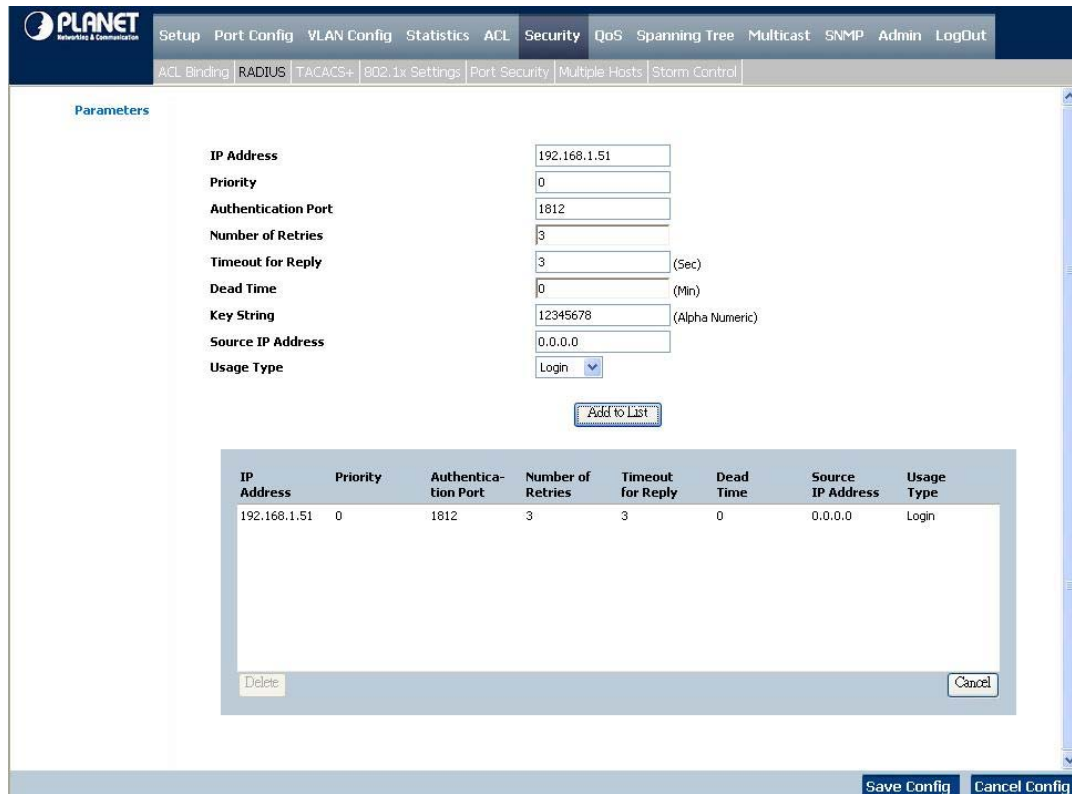 PLANET
Networking & Communication
Setup Port Config VLAN Config Statistics ACL Security QoS Spanning Tree Multicast SNMP Admin LogOut
ACL Binding RADIUS TACACS+ 802.1x Settings Port Security Multiple Hosts Storm Control
Parameters
IP Address 192.168.1.51
Priority 0
Authentication Port 1812
Number of Retries 3
Timeout for Reply 3 (Sec)
Dead Time 0 (Min)
Key String 12345678 (Alpha Numeric)
Source IP Address 0.0.0.0
Usage Type Login
Add to List
IP Priority Authentica- Number of Timeout Dead Source Usage
Address tion Port Retries for Reply Time IP Address Type
192.168.1.51 0 1812 3 3 0 0.0.0.0 Login
Delete Cancel
Save Config Cancel Config